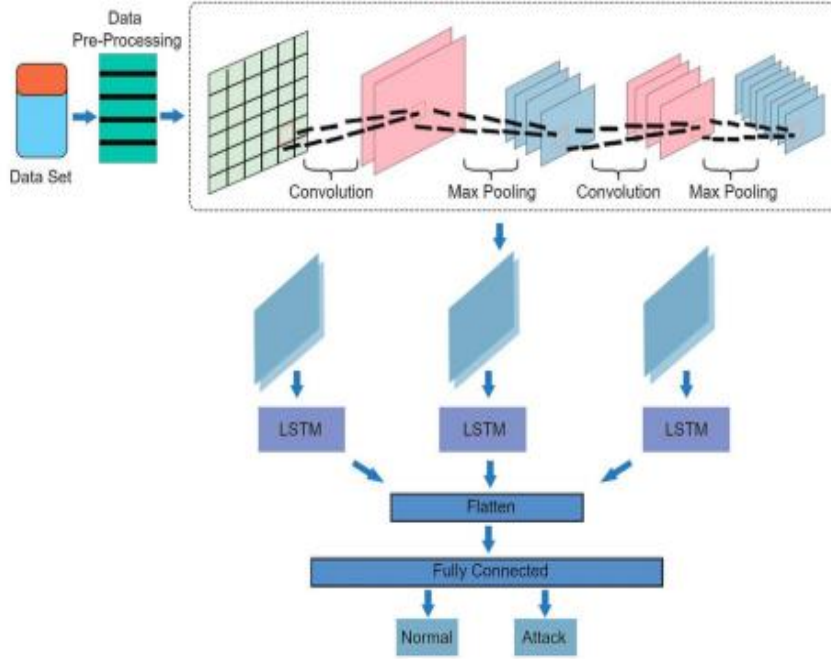 Data
Pre-Processing
Data Set
Convolution
Max Pooling
Convolution
Max Pooling
LSTM
LSTM
LSTM
Flatten
Fully Connected
Normal
Attack